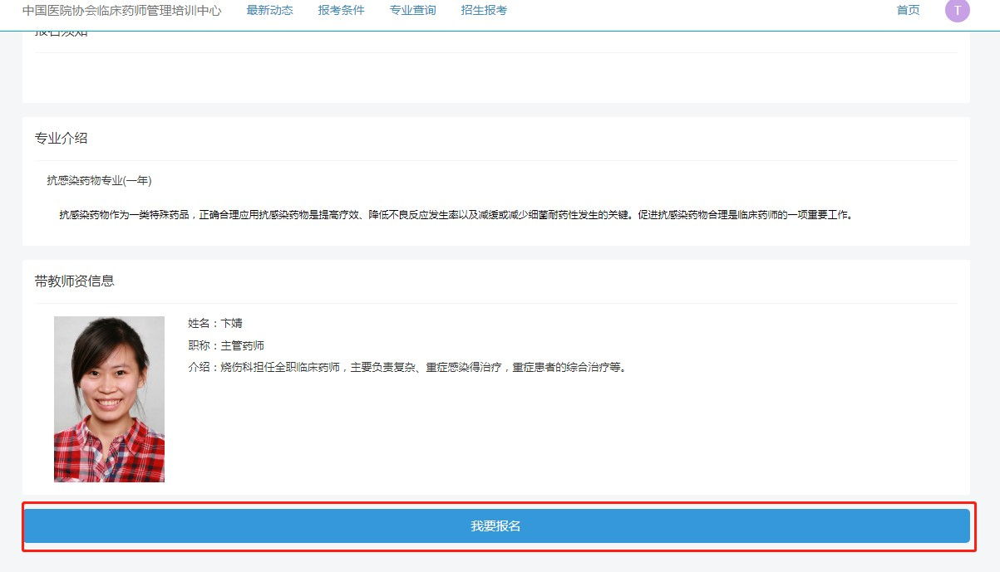 中国医院协会临床药师管理培训中心 最新动态 报考条件 专业查询 招生报考 首页 T
报名须知
专业介绍
抗感染药物专业(一年)
抗感染药物作为一类特殊药品，正确合理应用抗感染药物是提高疗效、降低不良反应发生率以及减缓或减少细菌耐药性发生的关键。促进抗感染药物合理是临床药师的一项重要工作。
带教师资信息
姓名：卞婧
职称：主管药师
介绍：烧伤科担任全职临床药师，主要负责复杂、重症感染得治疗，重症患者的综合治疗等。
我要报名